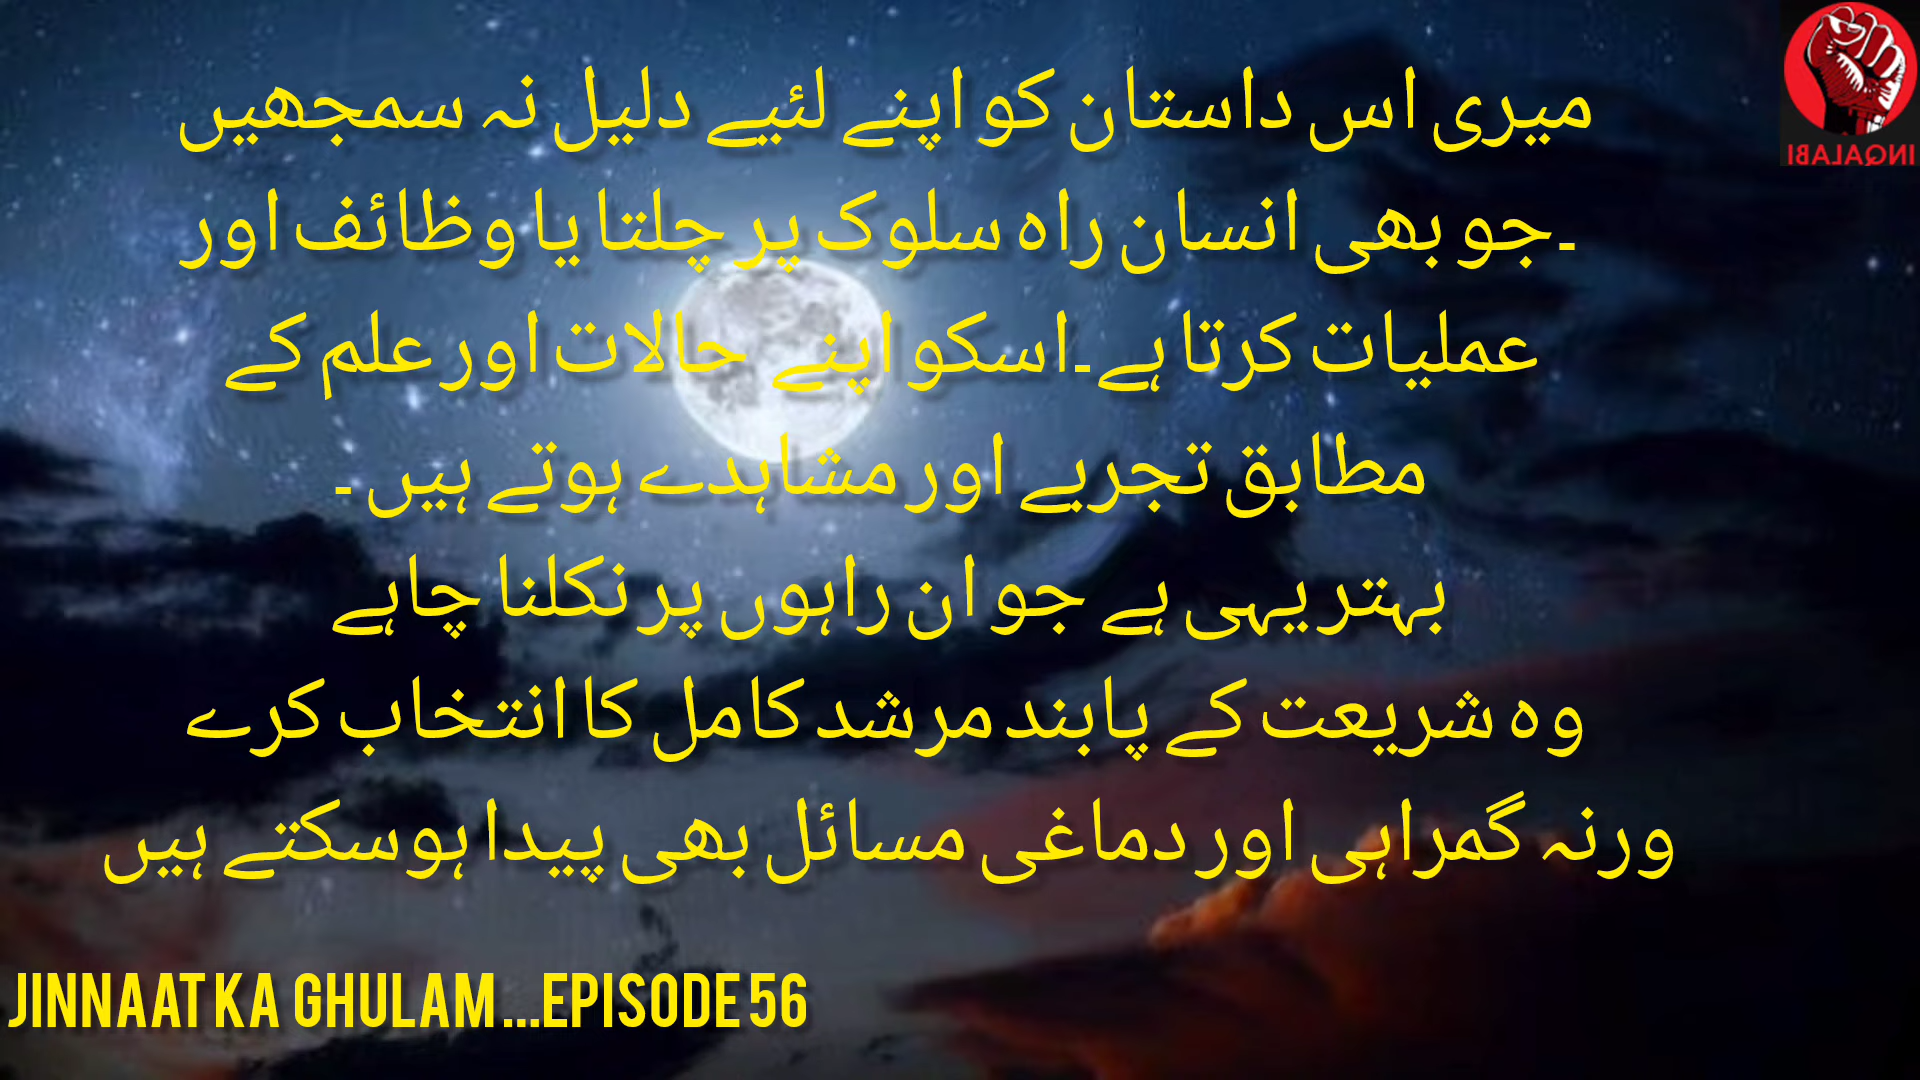 میری اس داستان کو اپنے لئیے دلیل نہ سمجھیں
۔جو بھی انسان راہ سلوک پر چلتا یا وظائف اور
عملیات کرتا ہے۔اسکو اپنے حالات اور علم کے
مطابق تجریے اور مشاہدے ہوتے ہیں ۔
بہتر یہی ہے جو ان راہوں پر نکلنا چاہے
وہ شریعت کے پابند مرشد کامل کا انتخاب کرے
ورنہ گمراہی اور دماغی مسائل بھی پیدا ہوسکتے ہیں
JINNAAT KA GHULAM...EPISODE 56
INQALABI